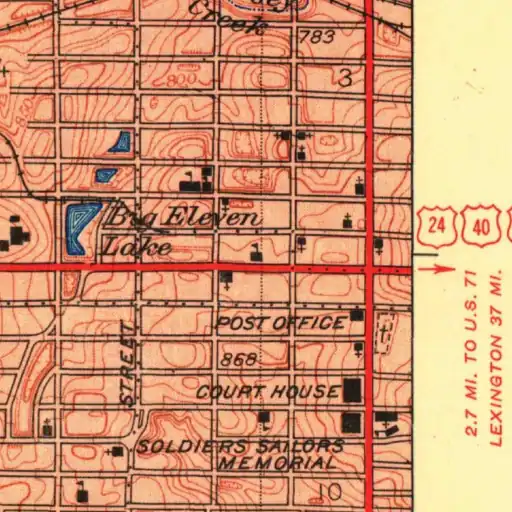 Creek
783
800
3
850
Big Eleven
Lake
24 40
2.7 MI. TO U.S. 71
LEXINGTON 37 MI.
STREET
POST OFFICE
868
COURT HOUSE
SOLDIERS SAILORS
MEMORIAL
10